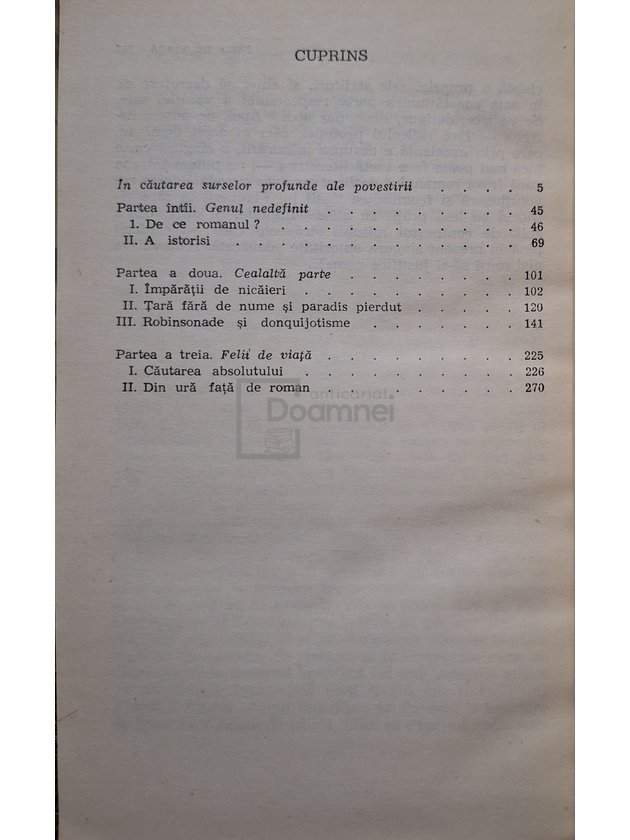 CUPRINS
În căutarea surselor profunde ale povestirii . . . . 5
Partea întîi. Genul nedefinit . . . . . . . . . . 45
I. De ce romanul ? . . . . . . . . . . . 46
II. A istorisi . . . . . . . . . . . . . 69
Partea a doua. Cealaltă parte . . . . . . . . . 101
I. Împărății de nicăieri . . . . . . . . . . 102
II. Țară fără de nume și paradis pierdut . . . . . 120
III. Robinsonade și donquijotisme . . . . . . . 141
Partea a treia. Felii de viață . . . . . . . . . 225
I. Căutarea absolutului . . . . . . . . . . 226
II. Din ură față de roman . . . . . . . . . 270
anticariat
Doamnei